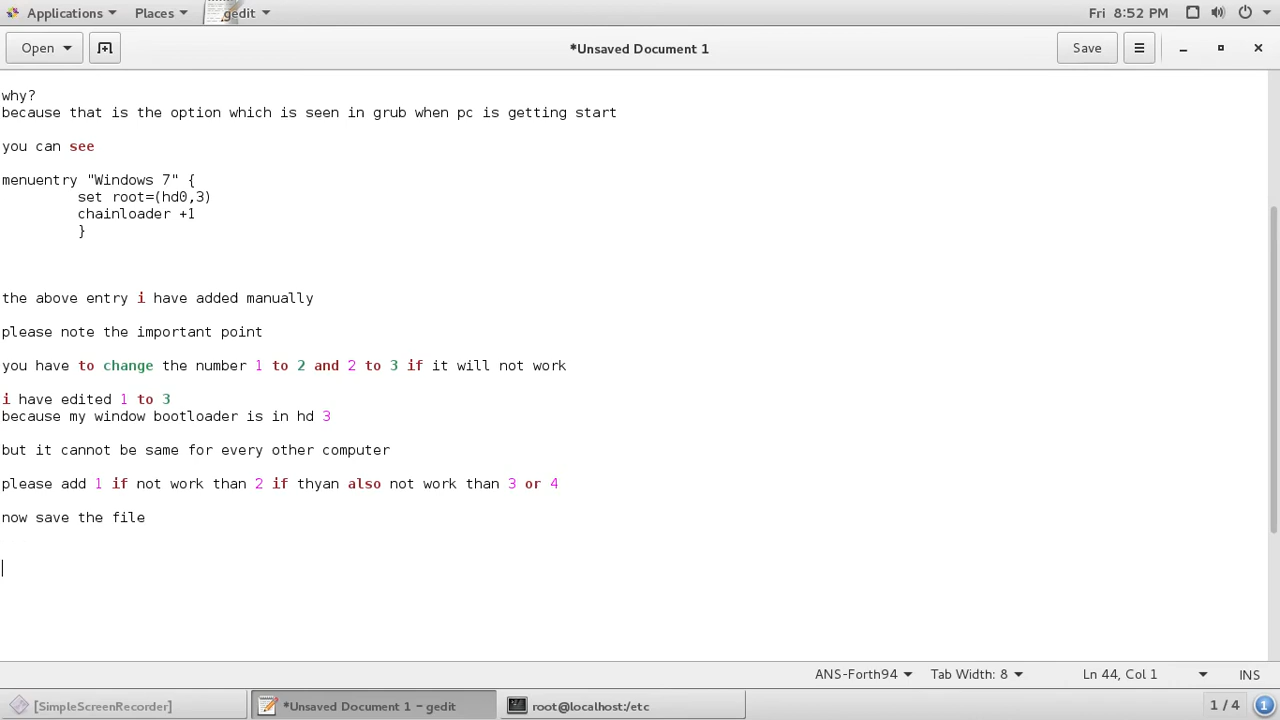 Applications Places gedit Fri 8:52 PM
Open *Unsaved Document 1 Save
why?
because that is the option which is seen in grub when pc is getting start
you can see
menuentry "Windows 7" {
set root=(hd0,3)
chainloader +1
}
the above entry i have added manually
please note the important point
you have to change the number 1 to 2 and 2 to 3 if it will not work
i have edited 1 to 3
because my window bootloader is in hd 3
but it cannot be same for every other computer
please add 1 if not work than 2 if thyan also not work than 3 or 4
now save the file
ANS-Forth94 Tab Width: 8 Ln 44, Col 1 INS
[SimpleScreenRecorder] *Unsaved Document 1 – gedit root@localhost:/etc 1 / 4 1